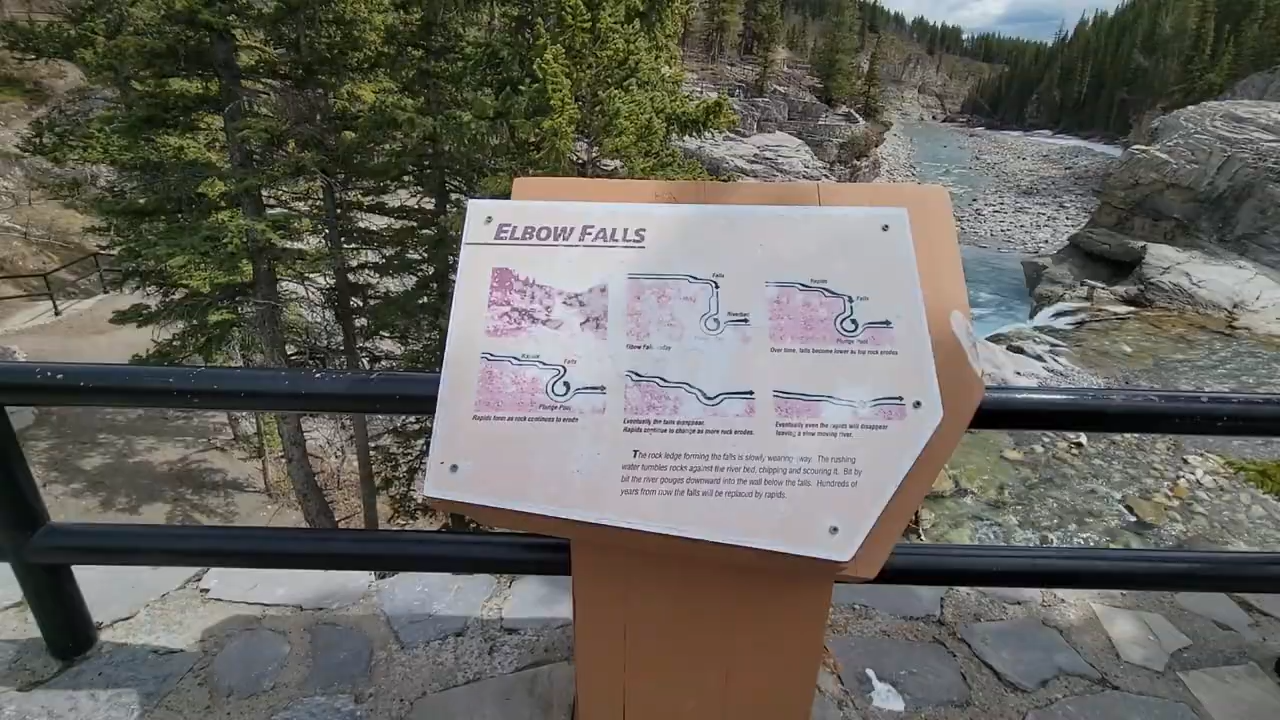 ELBOW FALLS
Falls
Riverbed
Elbow Falls today
Rapids
Falls
Plunge Pool
Over time, falls become lower as top rock erodes
Rapids
Falls
Plunge Pool
Rapids form as rock continues to erode
Eventually the falls disappear.
Rapids continue to change as more rock erodes.
Eventually even the rapids will disappear
leaving a slow moving river.
The rock ledge forming the falls is slowly wearing away. The rushing
water tumbles rocks against the river bed, chipping and scouring it. Bit by
bit the river gouges downward into the wall below the falls. Hundreds of
years from now the falls will be replaced by rapids.